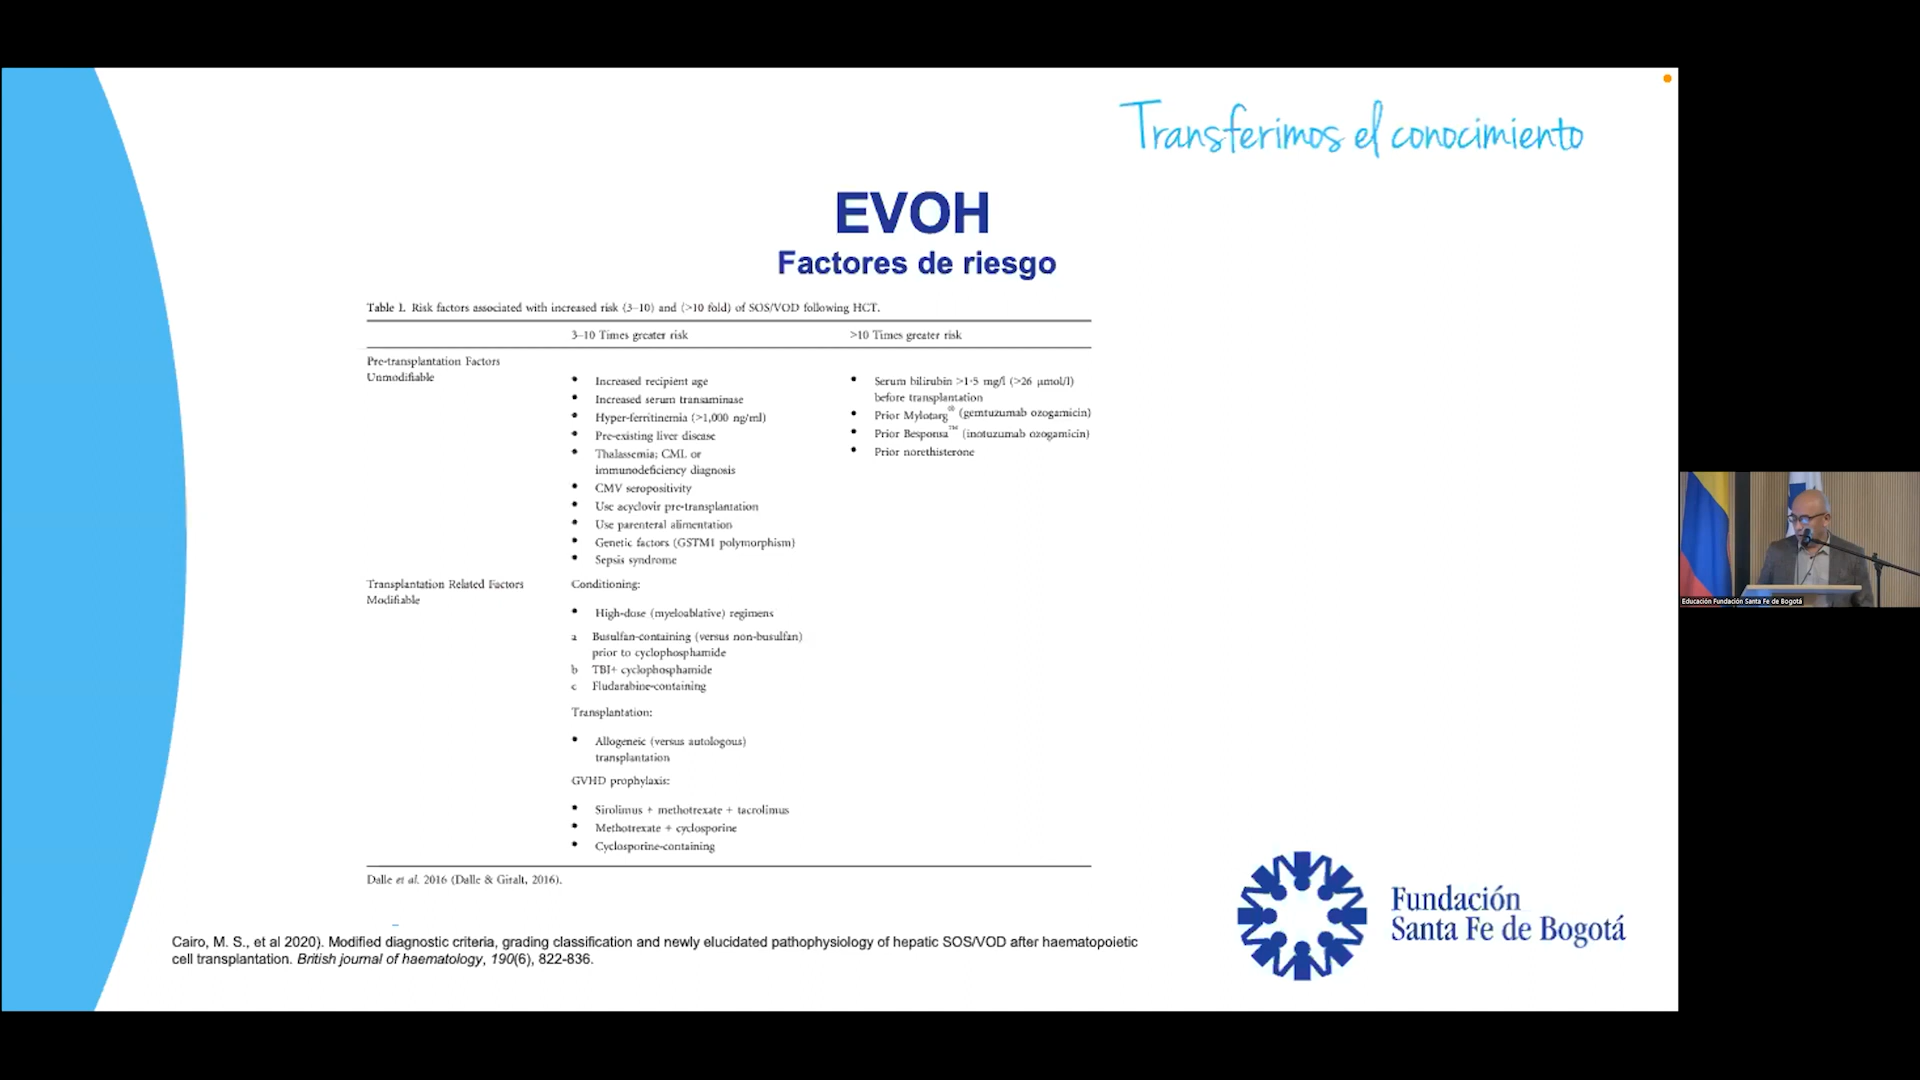 Transferimos el conocimiento
EVOH
Factores de riesgo
Table I. Risk factors associated with increased risk (3–10) and (>10 fold) of SOS/VOD following HCT.
3–10 Times greater risk
>10 Times greater risk
Pre-transplantation Factors
Unmodifiable
• Increased recipient age
• Increased serum transaminase
• Hyper-ferritinemia (>1,000 ng/ml)
• Pre-existing liver disease
• Thalassemia; CML or
immunodeficiency diagnosis
• CMV seropositivity
• Use acyclovir pre-transplantation
• Use parenteral alimentation
• Genetic factors (GSTM1 polymorphism)
• Sepsis syndrome
• Serum bilirubin >1·5 mg/l (>26 µmol/l)
before transplantation
• Prior Mylotarg® (gemtuzumab ozogamicin)
• Prior Besponsa™ (inotuzumab ozogamicin)
• Prior norethisterone
Transplantation Related Factors
Modifiable
Conditioning:
• High-dose (myeloablative) regimens
a Busulfan-containing (versus non-busulfan)
prior to cyclophosphamide
b TBI+ cyclophosphamide
c Fludarabine-containing
Transplantation:
• Allogeneic (versus autologous)
transplantation
GVHD prophylaxis:
• Sirolimus + methotrexate + tacrolimus
• Methotrexate + cyclosporine
• Cyclosporine-containing
Dalle et al. 2016 (Dalle & Giralt, 2016).
Cairo, M. S., et al 2020). Modified diagnostic criteria, grading classification and newly elucidated pathophysiology of hepatic SOS/VOD after haematopoietic
cell transplantation. British journal of haematology, 190(6), 822-836.
Fundación
Santa Fe de Bogotá
Educación Fundación Santa Fe de Bogotá